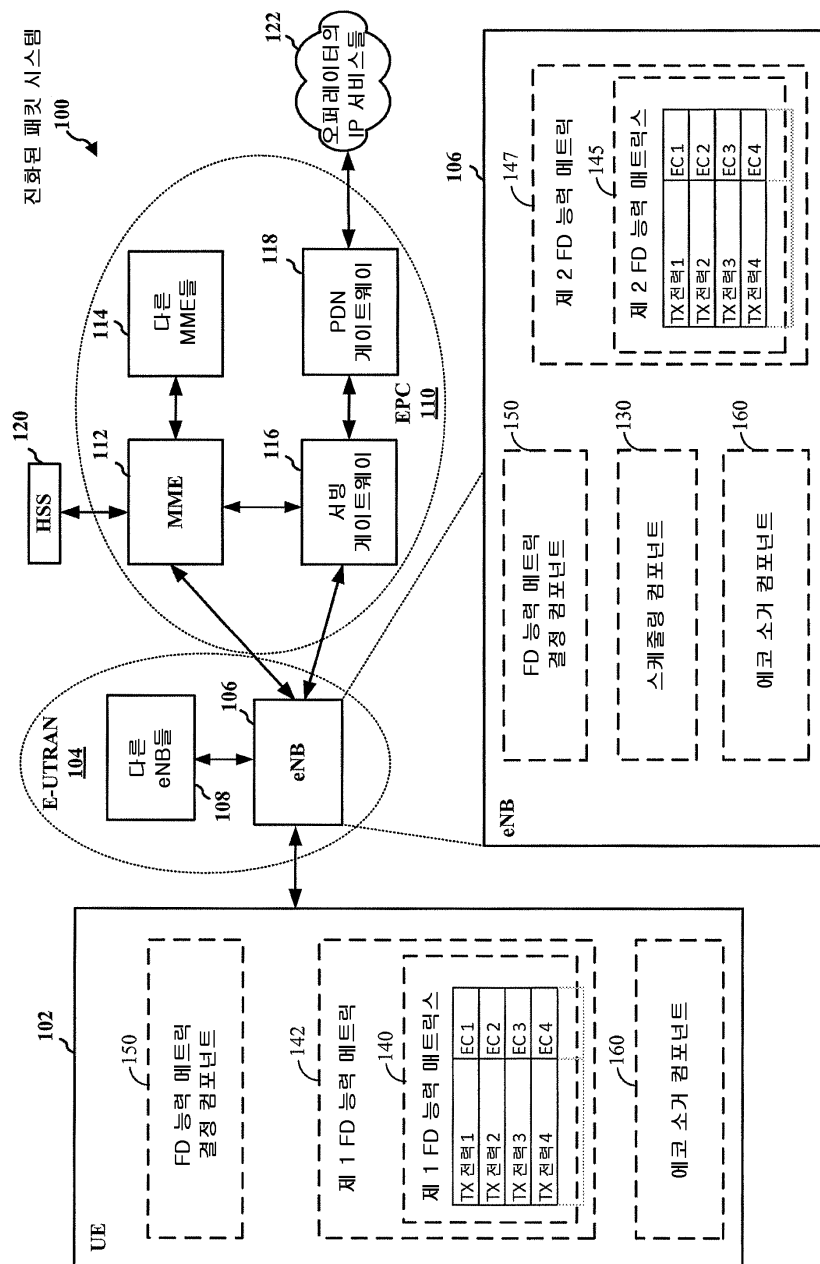 진화된 패킷 시스템
100
HSS
120
MME
112
다른
MME들
114
서빙
게이트웨이
116
PDN
게이트웨이
118
EPC
110
오퍼레이터의
IP 서비스들
122
E-UTRAN
104
다른
eNB들
108
eNB
106
UE
102
FD 능력 메트릭
결정 컴포넌트
150
제 1 FD 능력 메트릭
142
제 1 FD 능력 매트릭스
140
TX 전력1 EC 1
TX 전력2 EC 2
TX 전력3 EC 3
TX 전력4 EC 4
에코 소거 컴포넌트
160
eNB
106
FD 능력 메트릭
결정 컴포넌트
150
스케줄링 컴포넌트
130
에코 소거 컴포넌트
160
제 2 FD 능력 메트릭
147
제 2 FD 능력 매트릭스
145
TX 전력1 EC 1
TX 전력2 EC 2
TX 전력3 EC 3
TX 전력4 EC 4